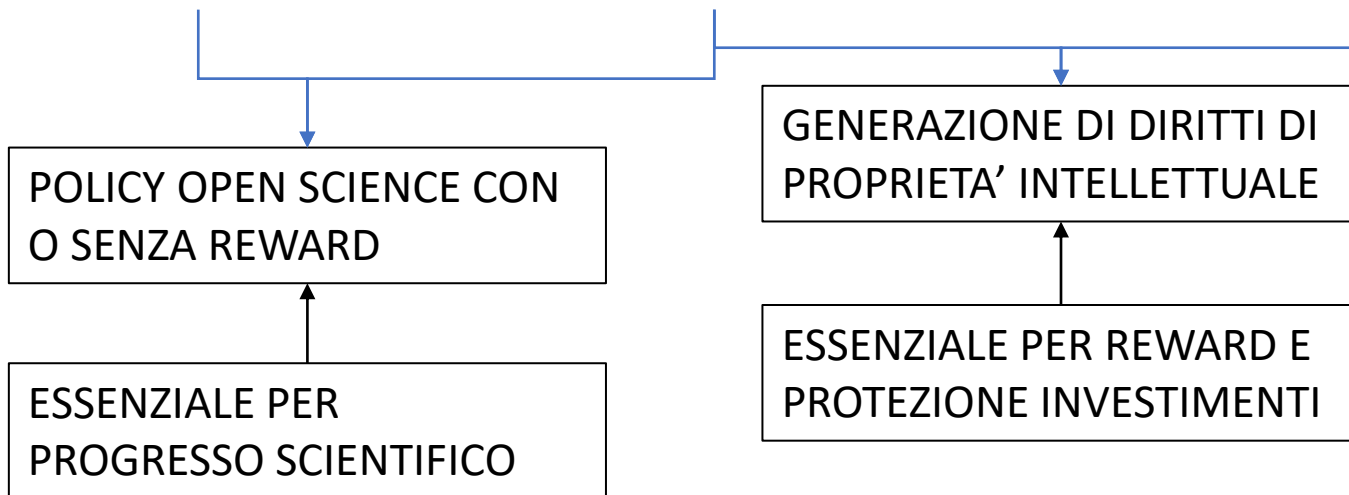 POLICY OPEN SCIENCE CON
O SENZA REWARD
ESSENZIALE PER
PROGRESSO SCIENTIFICO
GENERAZIONE DI DIRITTI DI
PROPRIETA’ INTELLETTUALE
ESSENZIALE PER REWARD E
PROTEZIONE INVESTIMENTI